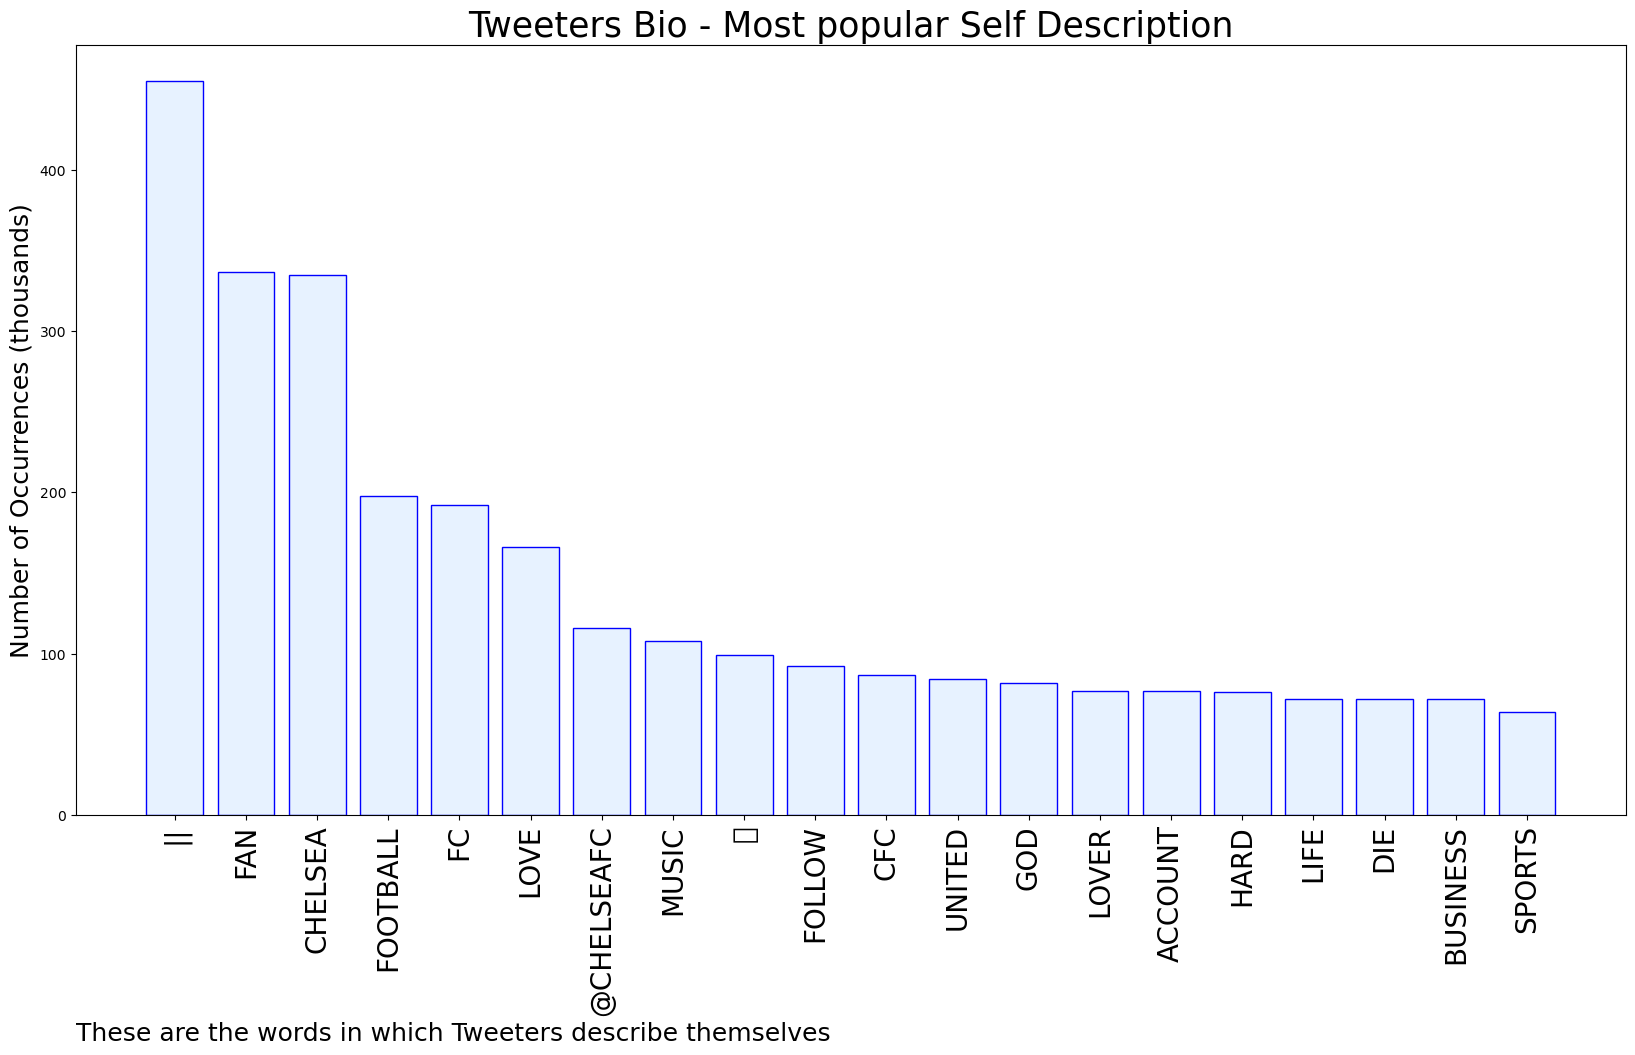 Tweeters Bio - Most popular Self Description
Number of Occurrences (thousands)
400
300
200
100
0
||
FAN
CHELSEA
FOOTBALL
FC
LOVE
@CHELSEAFC
MUSIC
FOLLOW
CFC
UNITED
GOD
LOVER
ACCOUNT
HARD
LIFE
DIE
BUSINESS
SPORTS
These are the words in which Tweeters describe themselves